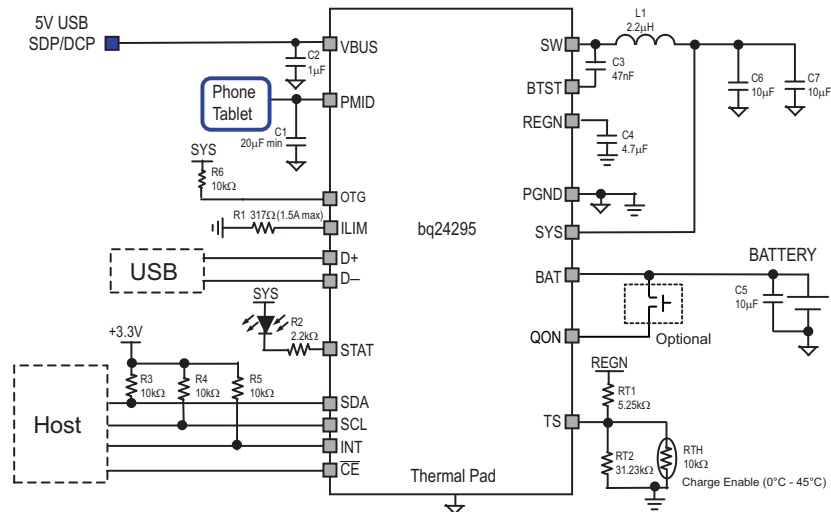 5V USB
SDP/DCP
VBUS
C2
1μF
Phone
Tablet
PMID
C1
20μF min
SYS
R6
10kΩ
OTG
R1 317Ω (1.5A max)
ILIM
USB
D+
D–
SYS
R2
2.2kΩ
STAT
+3.3V
R3
10kΩ
R4
10kΩ
R5
10kΩ
Host
SDA
SCL
INT
CE
bq24295
Thermal Pad
L1
2.2μH
SW
C3
47nF
BTST
C6
10μF
C7
10μF
REGN
C4
4.7μF
PGND
SYS
BAT
BATTERY
C5
10μF
QON
Optional
REGN
RT1
5.25kΩ
TS
RT2
31.23kΩ
RTH
10kΩ
Charge Enable (0°C - 45°C)